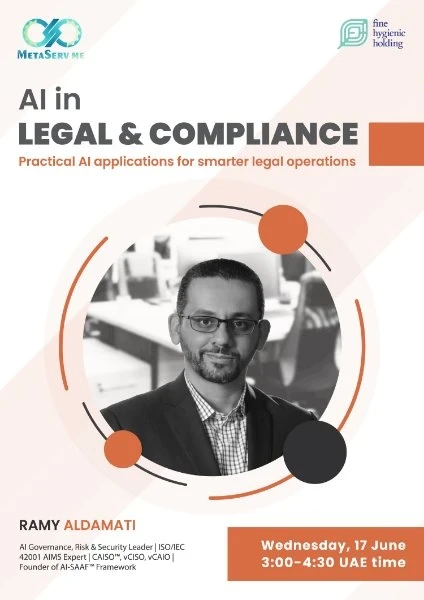 METASERV ME
fine
hygienic
holding
AI in
LEGAL & COMPLIANCE
Practical AI applications for smarter legal operations
RAMY ALDAMATI
AI Governance, Risk & Security Leader | ISO/IEC
42001 AIMS Expert | CAISO™, vCISO, vCAIO |
Founder of AI-SAAF™ Framework
Wednesday, 17 June
3:00-4:30 UAE time